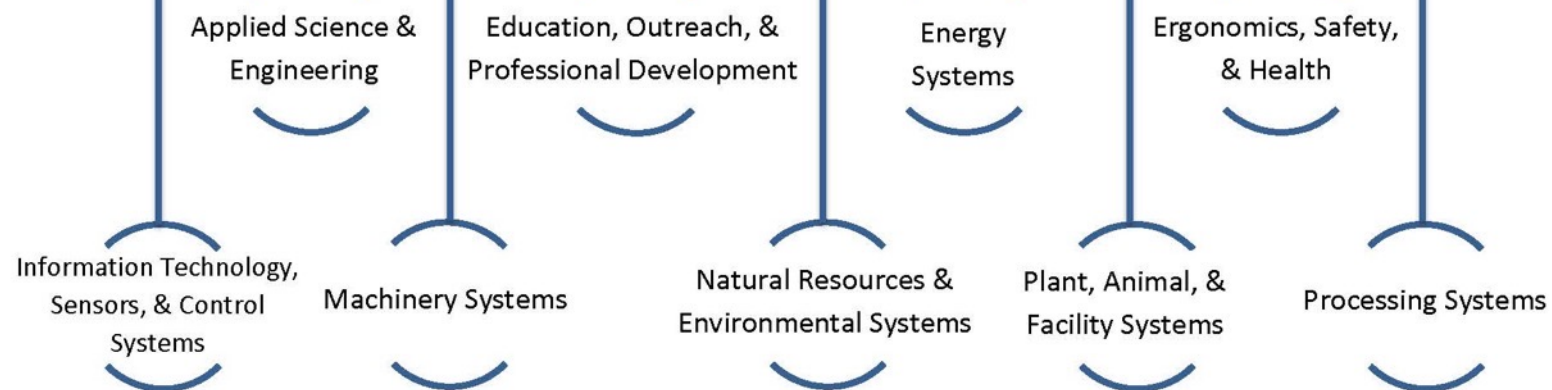 Applied Science &
Engineering
Education, Outreach, &
Professional Development
Energy
Systems
Ergonomics, Safety,
& Health
Information Technology,
Sensors, & Control
Systems
Machinery Systems
Natural Resources &
Environmental Systems
Plant, Animal, &
Facility Systems
Processing Systems